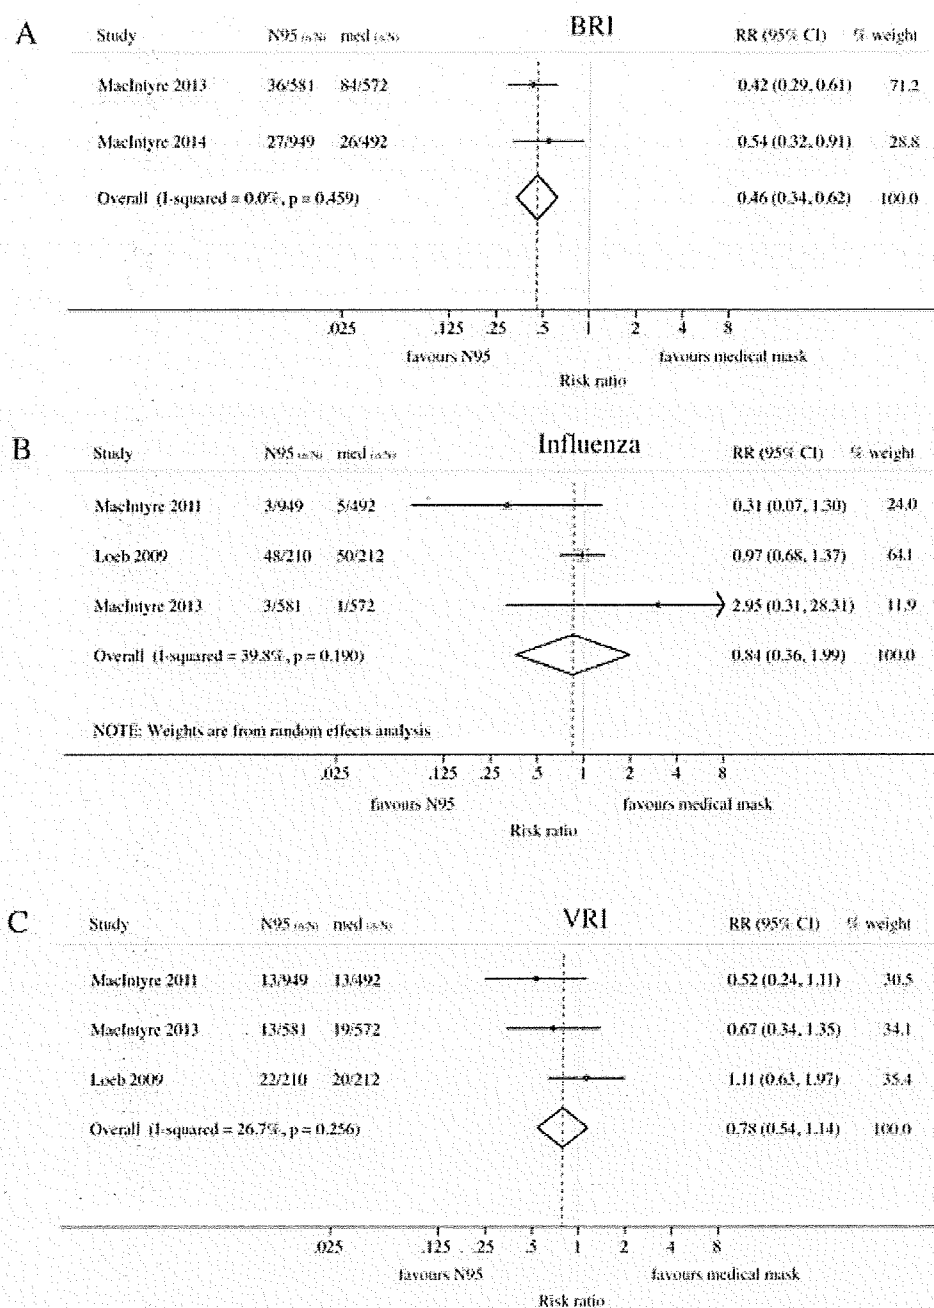 A
Study N95 (n/N) med (n/N) BRI RR (95% CI) % weight
MacIntyre 2013 36/581 84/572 0.42 (0.29, 0.61) 71.2
MacIntyre 2014 27/949 26/492 0.54 (0.32, 0.91) 28.8
Overall (I-squared = 0.0%, p = 0.459) 0.46 (0.34, 0.62) 100.0
.025 .125 .25 .5 1 2 4 8
favours N95 favours medical mask
Risk ratio
B
Study N95 (n/N) med (n/N) Influenza RR (95% CI) % weight
MacIntyre 2011 3/949 5/492 0.31 (0.07, 1.30) 24.0
Loeb 2009 48/210 50/212 0.97 (0.68, 1.37) 64.1
MacIntyre 2013 3/581 1/572 2.95 (0.31, 28.31) 11.9
Overall (I-squared = 39.8%, p = 0.190) 0.84 (0.36, 1.99) 100.0
NOTE: Weights are from random effects analysis
.025 .125 .25 .5 1 2 4 8
favours N95 favours medical mask
Risk ratio
C
Study N95 (n/N) med (n/N) VRI RR (95% CI) % weight
MacIntyre 2011 13/949 13/492 0.52 (0.24, 1.11) 30.5
MacIntyre 2013 13/581 19/572 0.67 (0.34, 1.35) 34.1
Loeb 2009 22/210 20/212 1.11 (0.63, 1.97) 35.4
Overall (I-squared = 26.7%, p = 0.256) 0.78 (0.54, 1.14) 100.0
.025 .125 .25 .5 1 2 4 8
favours N95 favours medical mask
Risk ratio